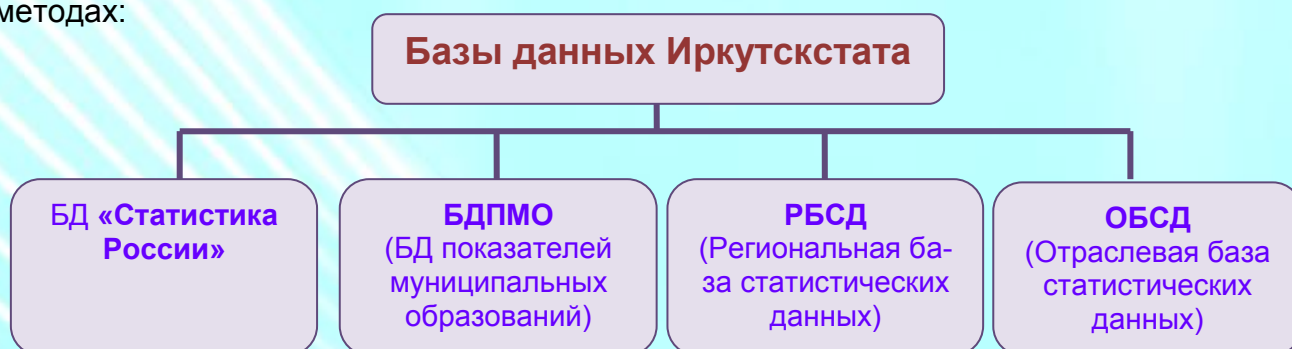 методах:
Базы данных Иркутскстата
БД «Статистика
России»
БДПМО
(БД показателей
муниципальных
образований)
РБСД
(Региональная ба-
за статистических
данных)
ОБСД
(Отраслевая база
статистических
данных)